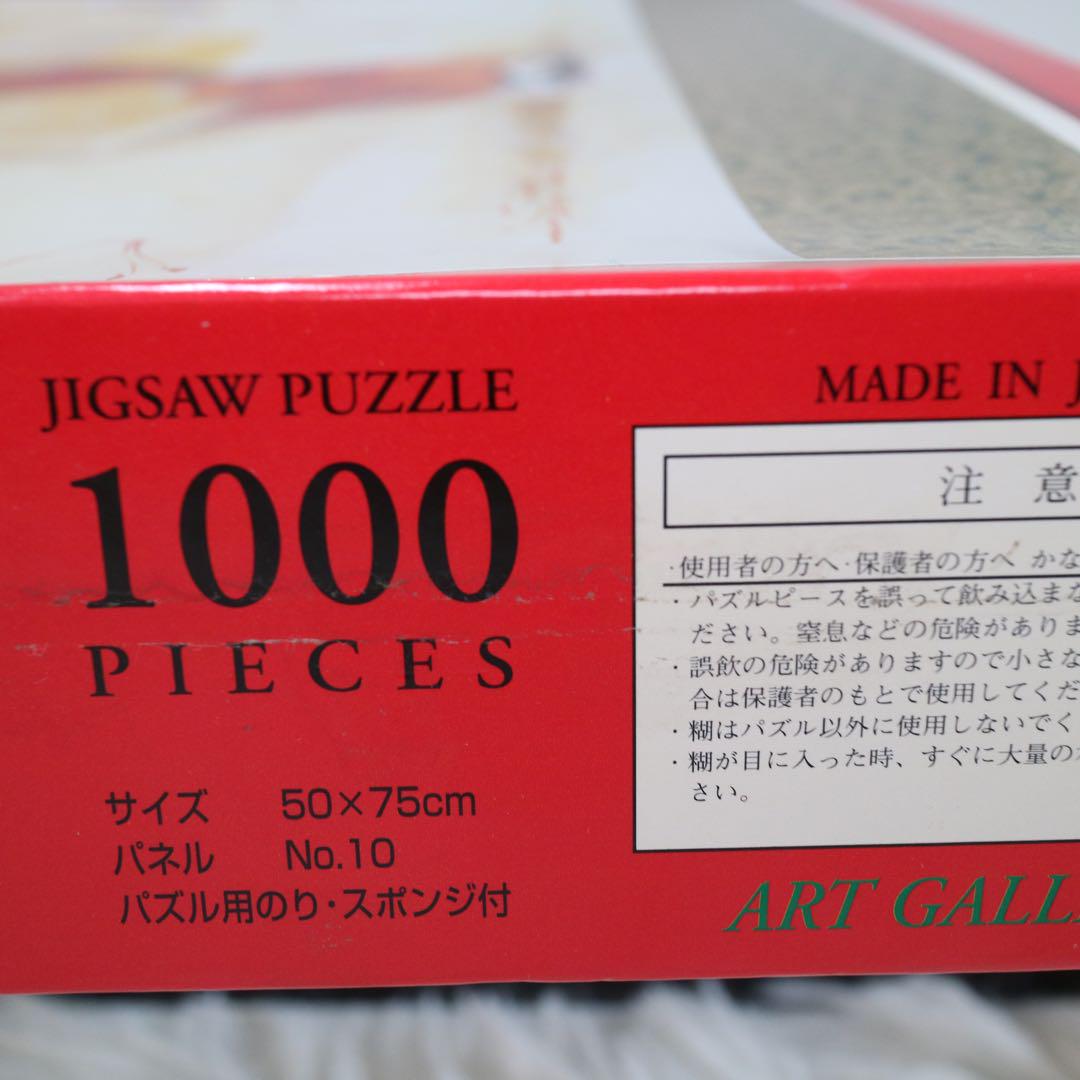 JIGSAW PUZZLE
1000
PIECES
サイズ 50×75cm
パネル No.10
パズル用のり・スポンジ付
MADE IN J
注 意
・使用者の方へ・保護者の方へ かな
・パズルピースを誤って飲み込まな
ださい。窒息などの危険がありま
・誤飲の危険がありますので小さな
合は保護者のもとで使用してくだ
・糊はパズル以外に使用しないでく
・糊が目に入った時、すぐに大量の
さい。
ART GALL